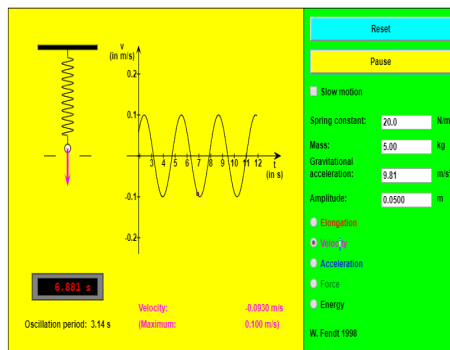 Reset
Pause
Slow motion
Spring constant: 20.0 N/m
Mass: 5.00 kg
Gravitational
acceleration: 9.81 m/s
Amplitude: 0.0500 m
Elongation
Velocity
Acceleration
Force
Energy
W. Fendt 1998
v
(in m/s)
0.2
0.1
-0.1
-0.2
3 4 5 6 7 8 9 10 11 12
t
(in s)
6.881 s
Oscillation period: 3.14 s
Velocity: -0.0930 m/s
(Maximum: 0.100 m/s)